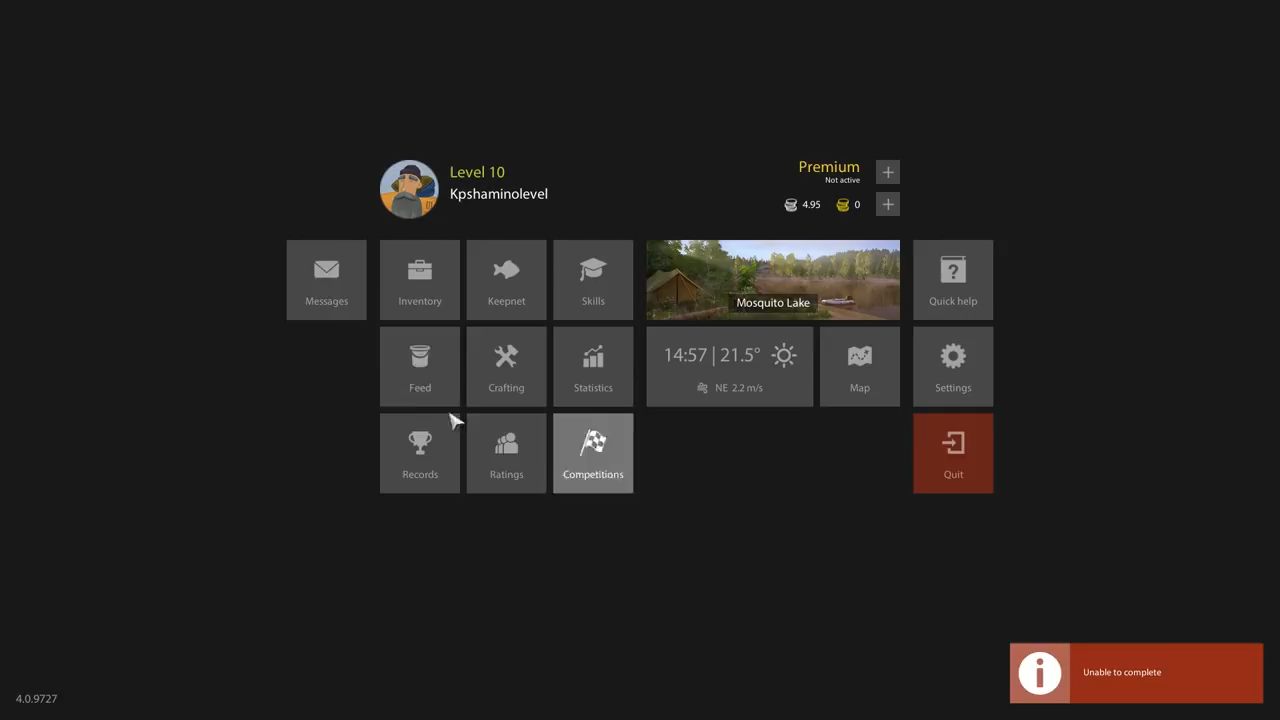 Level 10
Kpshaminolevel
Premium
Not active
4.95 0
Messages
Inventory
Keepnet
Skills
Mosquito Lake
Quick help
Feed
Crafting
Statistics
14:57 | 21.5°
NE 2.2 m/s
Map
Settings
Records
Ratings
Competitions
Quit
Unable to complete
4.0.9727